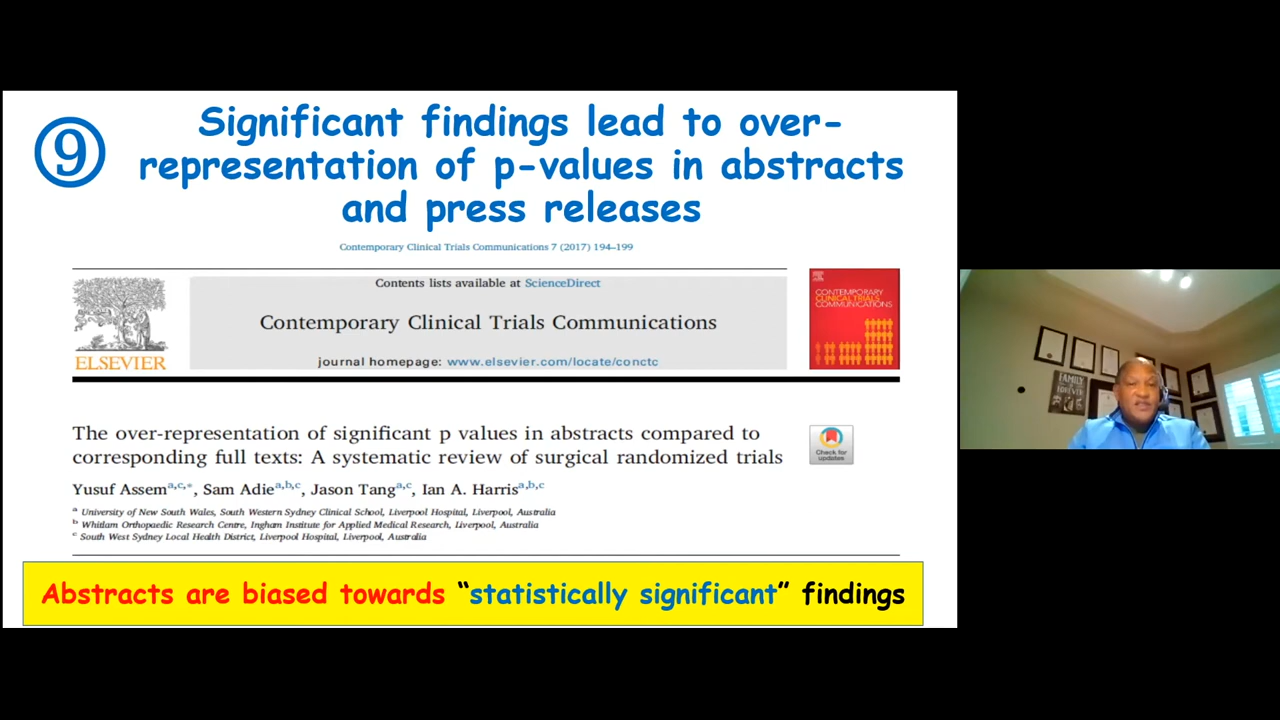 ⑨
Significant findings lead to over-
representation of p-values in abstracts
and press releases
Contemporary Clinical Trials Communications 7 (2017) 194–199
Contents lists available at ScienceDirect
Contemporary Clinical Trials Communications
journal homepage: www.elsevier.com/locate/conctc
ELSEVIER
CONTEMPORARY
CLINICAL TRIALS
COMMUNICATIONS
The over-representation of significant p values in abstracts compared to
corresponding full texts: A systematic review of surgical randomized trials
Check for
updates
Yusuf Assem a,c,*, Sam Adie a,b,c, Jason Tang a,c, Ian A. Harris a,b,c
a University of New South Wales, South Western Sydney Clinical School, Liverpool Hospital, Liverpool, Australia
b Whitlam Orthopaedic Research Centre, Ingham Institute for Applied Medical Research, Liverpool, Australia
c South West Sydney Local Health District, Liverpool Hospital, Liverpool, Australia
Abstracts are biased towards “statistically significant” findings
FAMILY
FOREVER